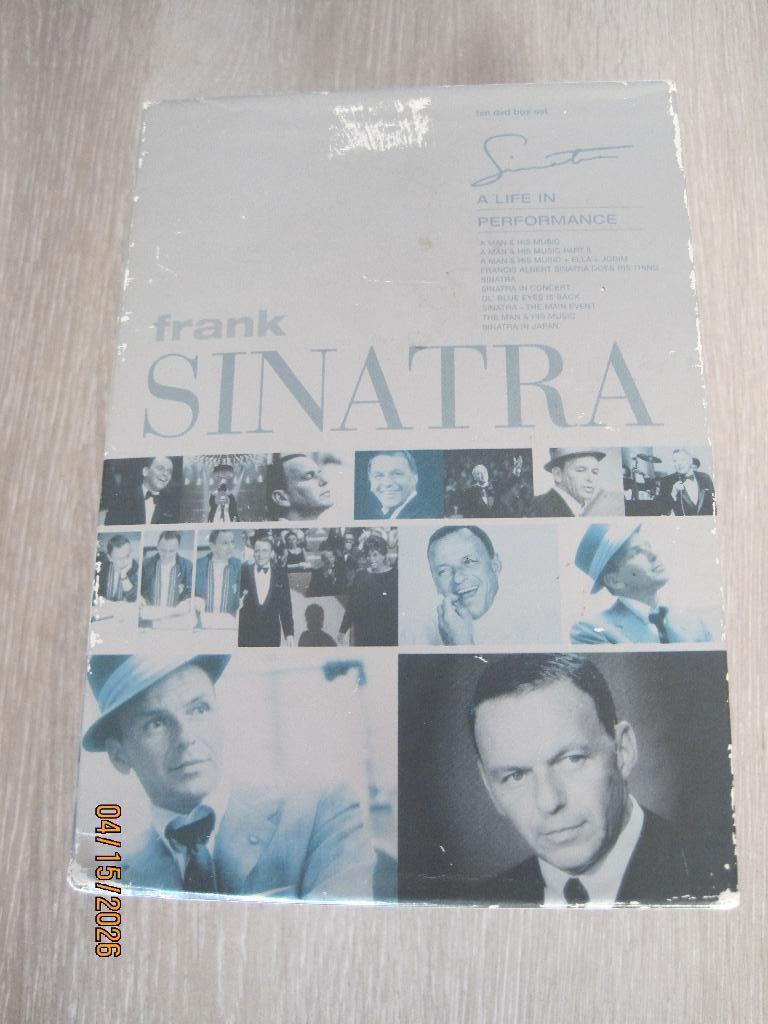 ten dvd box set
Sinatra
A LIFE IN
PERFORMANCE
A MAN & HIS MUSIC
A MAN & HIS MUSIC PART II
A MAN & HIS MUSIC + ELLA + JOBIM
FRANCIS ALBERT SINATRA DOES HIS THING
SINATRA
SINATRA IN CONCERT
OL' BLUE EYES IS BACK
SINATRA - THE MAIN EVENT
THE MAN & HIS MUSIC
SINATRA IN JAPAN
frank
SINATRA
04/15/2026